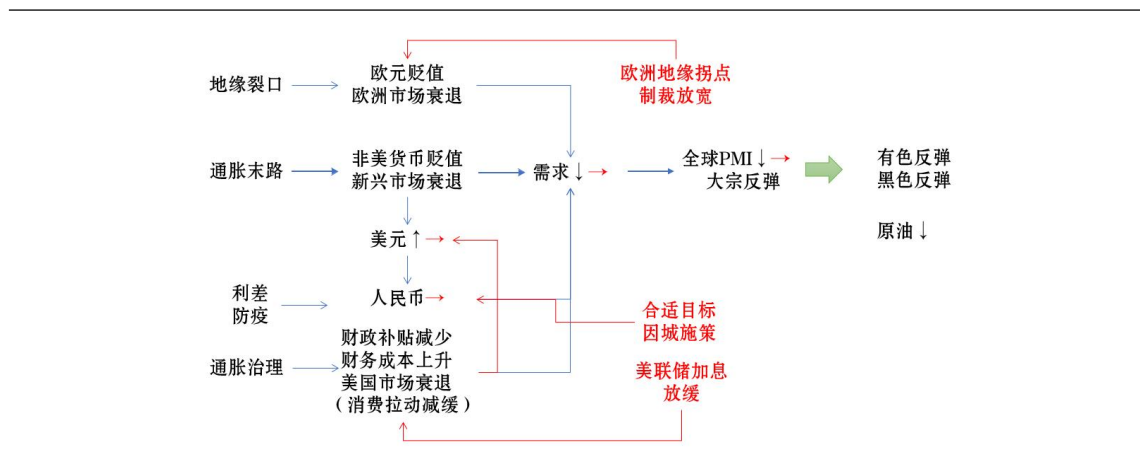 地缘裂口
欧元贬值
欧洲市场衰退
欧洲地缘拐点
制裁放宽
通胀末路
非美货币贬值
新兴市场衰退
需求↓→
全球PMI↓→
大宗反弹
有色反弹
黑色反弹
原油↓
美元↑→
利差
防疫
人民币→
合适目标
因城施策
通胀治理
财政补贴减少
财务成本上升
美国市场衰退
（消费拉动减缓）
美联储加息
放缓